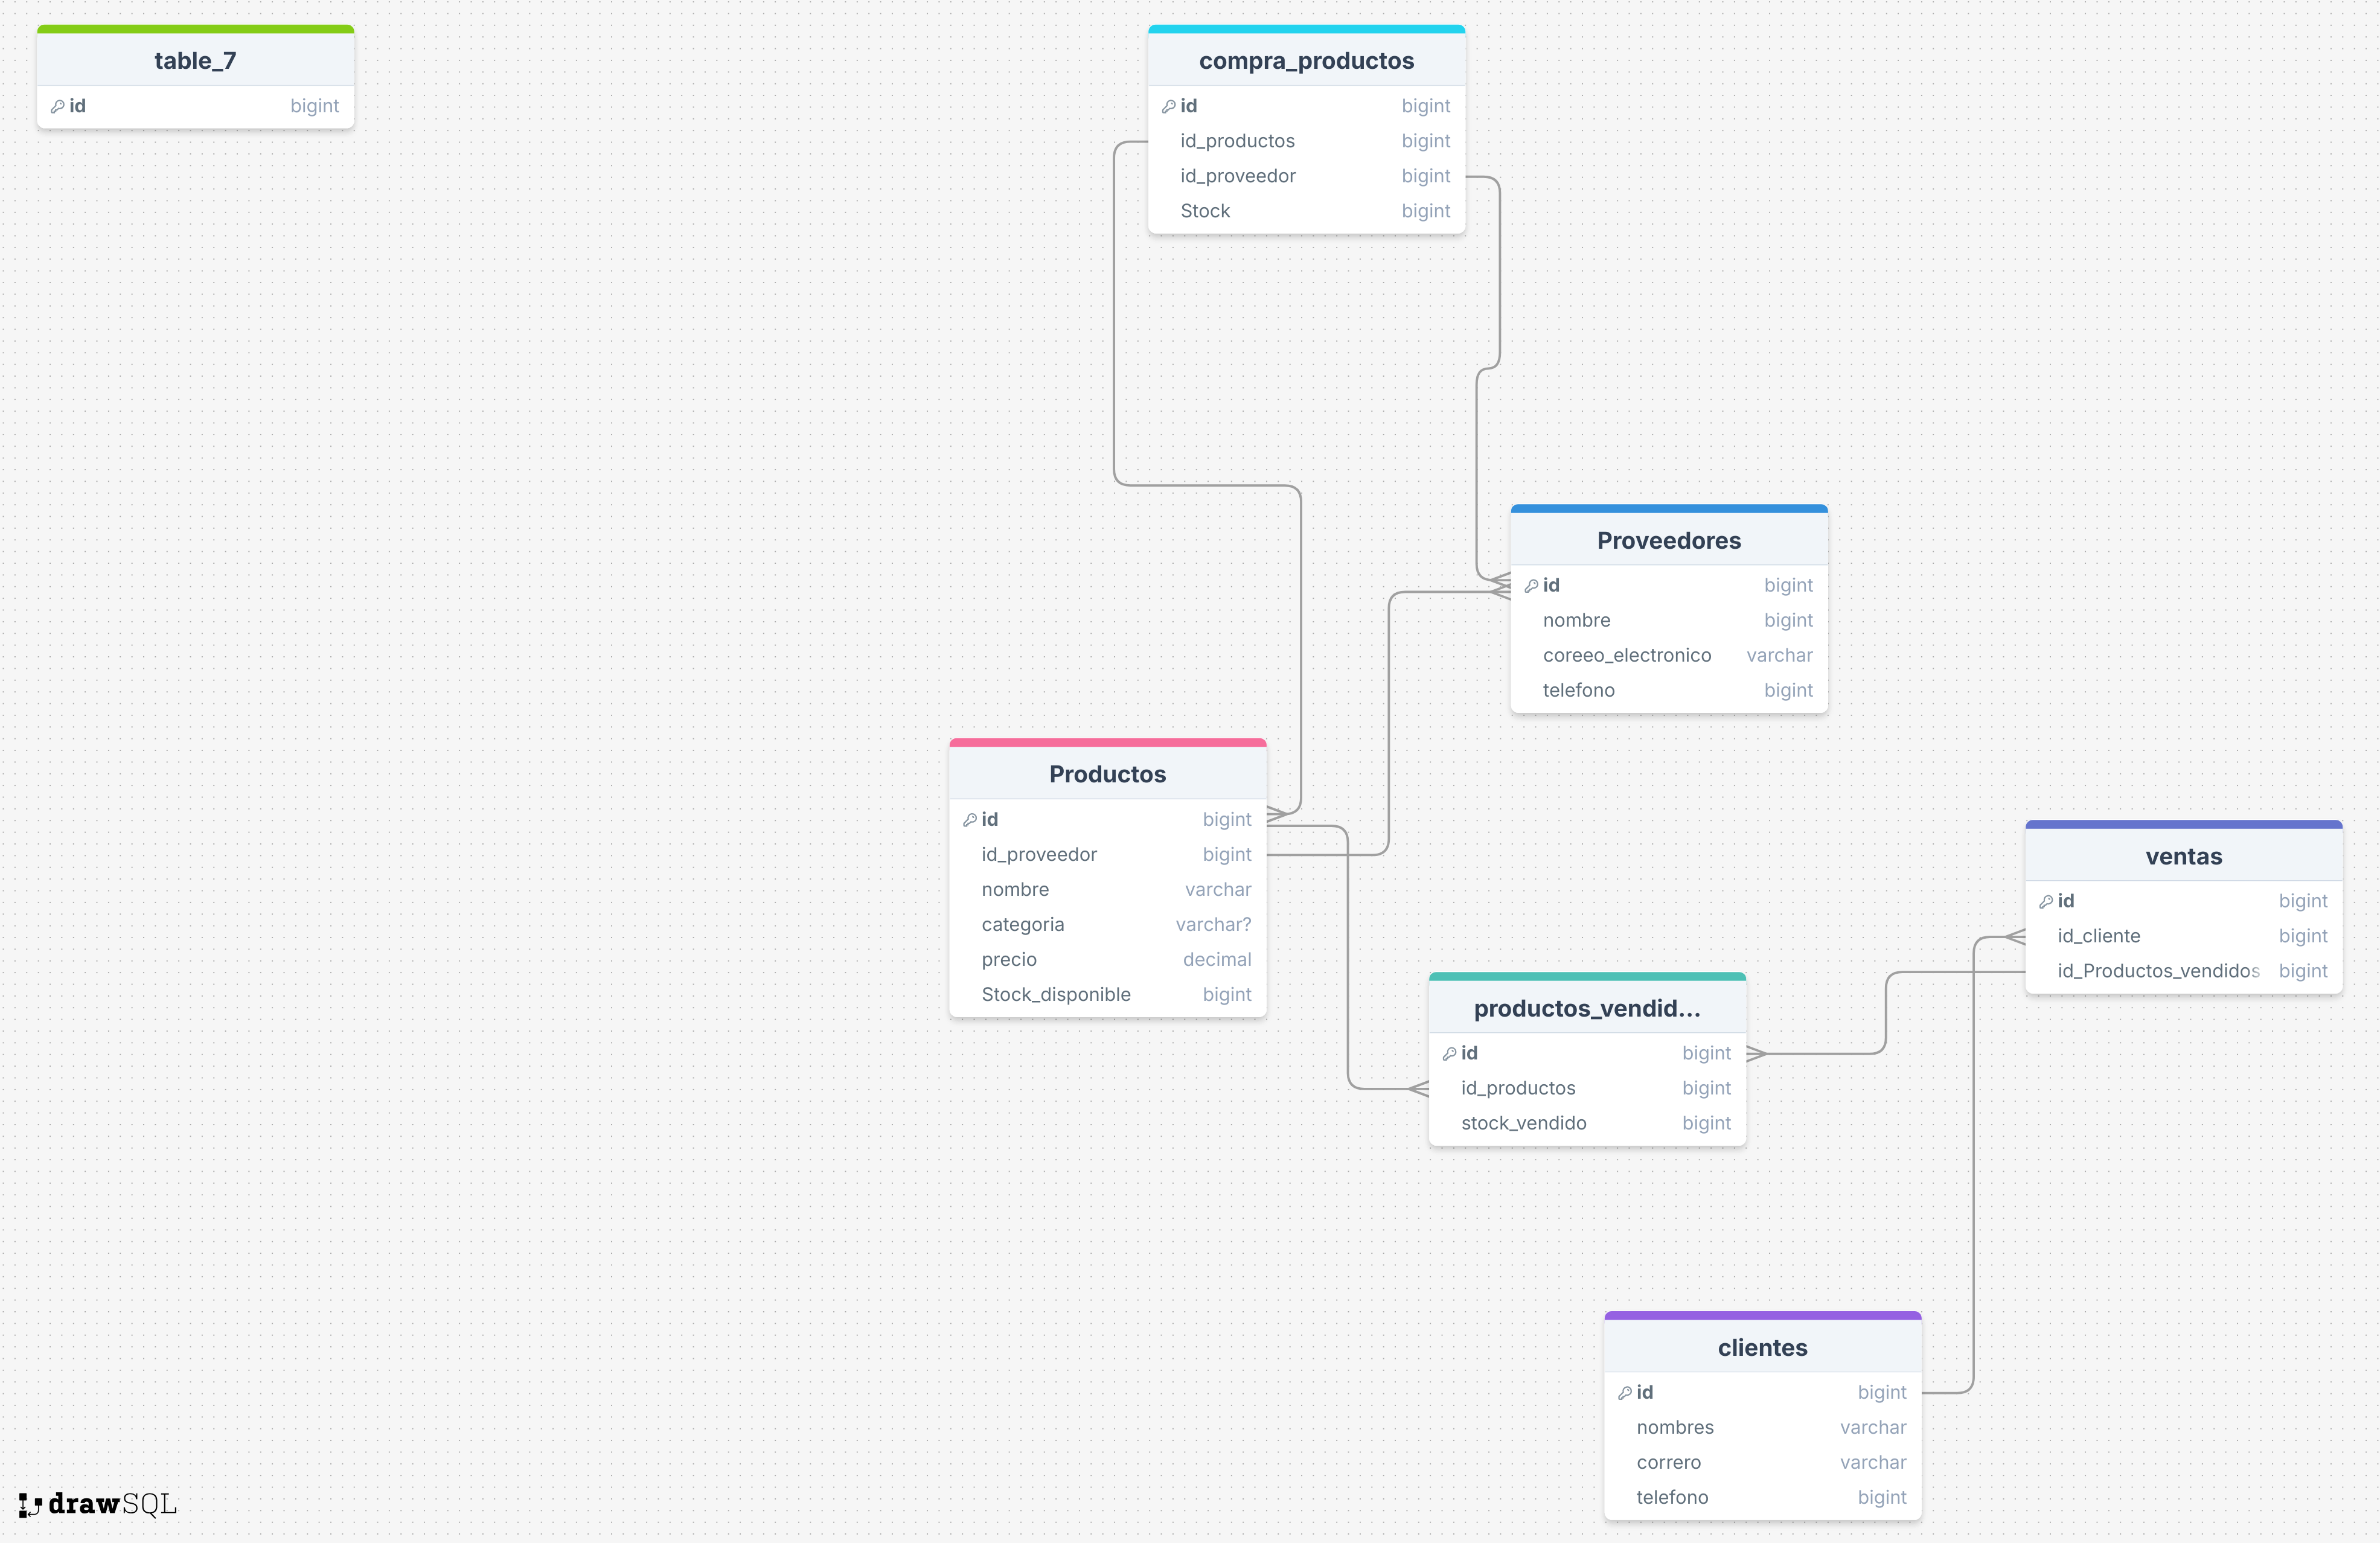 table_7
id bigint
compra_productos
id bigint
id_productos bigint
id_proveedor bigint
Stock bigint
Proveedores
id bigint
nombre bigint
coreeo_electronico varchar
telefono bigint
Productos
id bigint
id_proveedor bigint
nombre varchar
categoria varchar?
precio decimal
Stock_disponible bigint
ventas
id bigint
id_cliente bigint
id_Productos_vendidos bigint
productos_vendid...
id bigint
id_productos bigint
stock_vendido bigint
clientes
id bigint
nombres varchar
correro varchar
telefono bigint
drawSQL